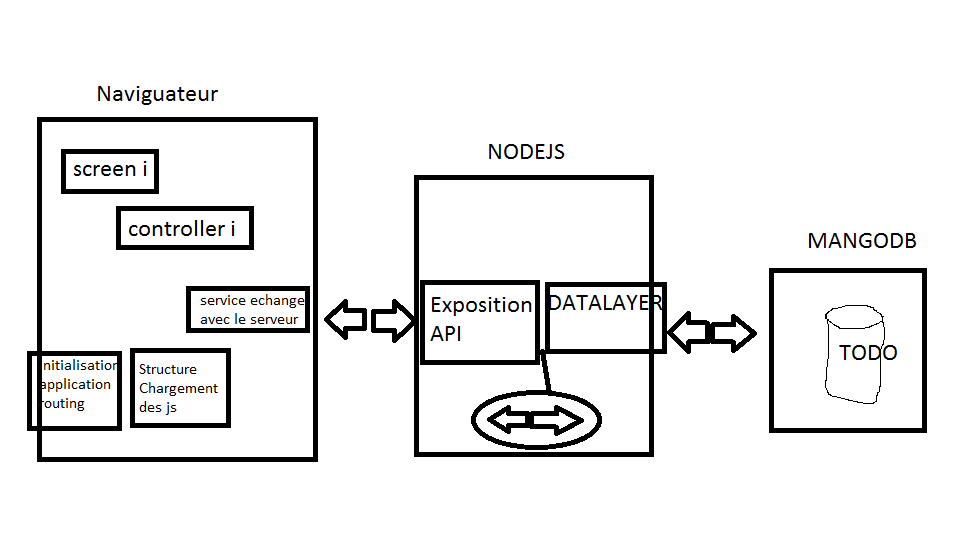 Naviguateur
screen i
controller i
service echange
avec le serveur
initialisation
application
routing
Structure
Chargement
des js
NODEJS
Exposition
API
DATALAYER
MANGODB
TODO